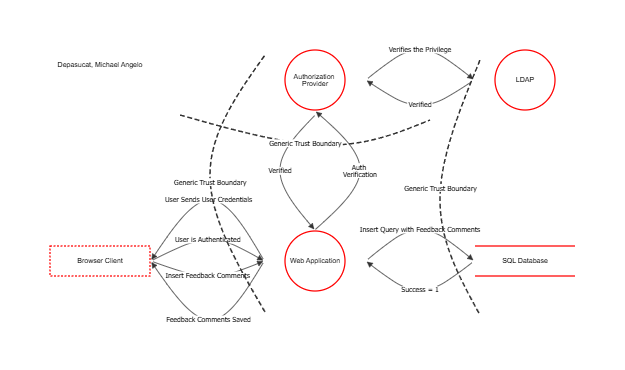 Verifies the Privilege
Depasucat, Michael Angelo
Authorization
Provider
LDAP
Verified
Generic Trust Boundary
Verified
Auth
Verification
Generic Trust Boundary
Generic Trust Boundary
User Sends User Credentials
Insert Query with Feedback Comments
User is Authenticated
Browser Client
Web Application
SQL Database
Insert Feedback Comments
Success = 1
Feedback Comments Saved